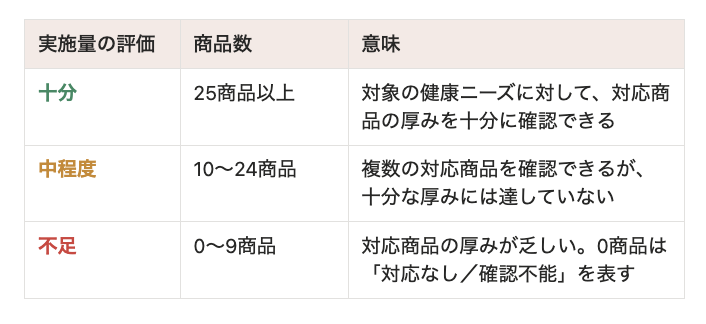 実施量の評価
商品数
意味
十分
25商品以上
対象の健康ニーズに対して、対応商
品の厚みを十分に確認できる
中程度
10〜24商品
複数の対応商品を確認できるが、
十分な厚みには達していない
不足
0〜9商品
対応商品の厚みが乏しい。0商品は
「対応なし／確認不能」を表す